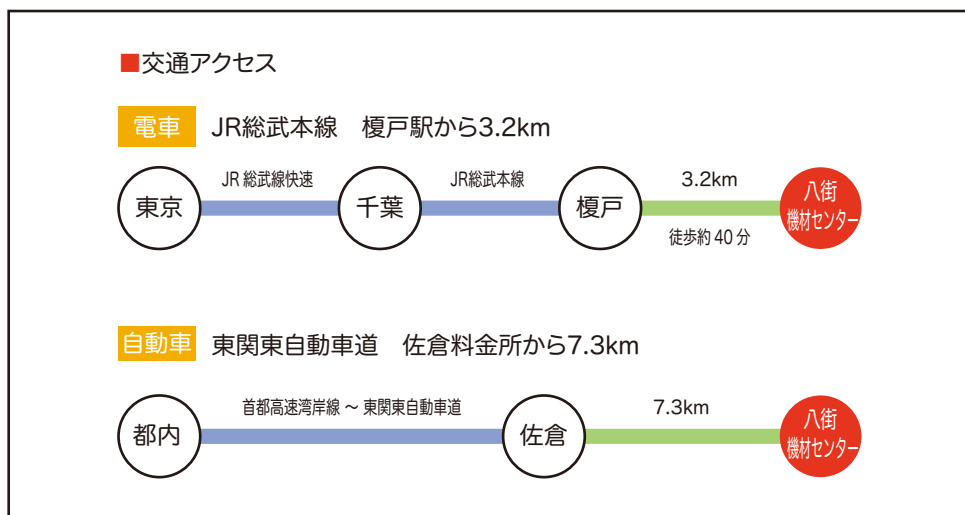 ■交通アクセス
電車 JR総武本線 榎戸駅から3.2km
東京 JR 総武線快速 千葉 JR総武本線 榎戸 3.2km 徒歩約 40 分 八街
機材センター
自動車 東関東自動車道 佐倉料金所から7.3km
都内 首都高速湾岸線 ～ 東関東自動車道 佐倉 7.3km 八街
機材センター